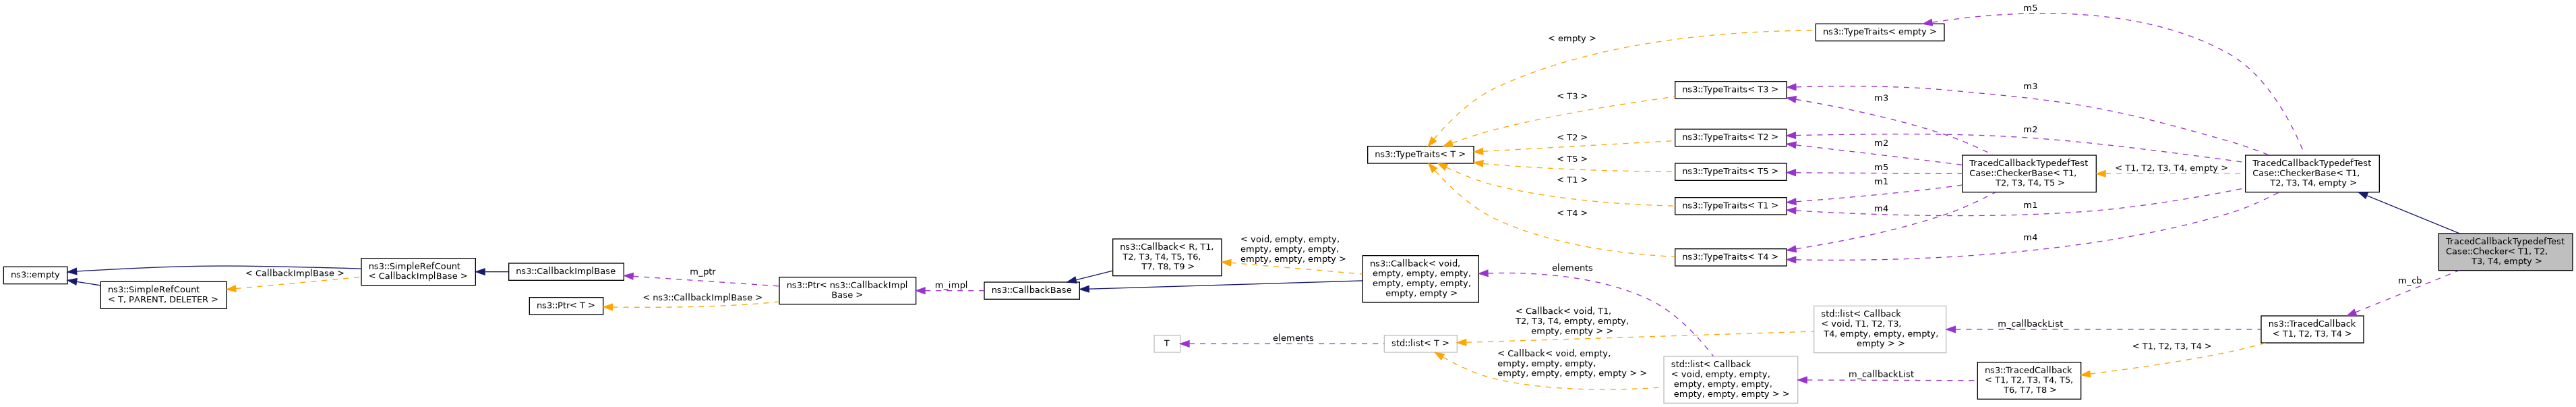 ns3::empty
ns3::SimpleRefCount
< T, PARENT, DELETER >
< CallbackImplBase >
ns3::SimpleRefCount
< CallbackImplBase >
ns3::CallbackImplBase
ns3::Ptr< T >
m_ptr
< ns3::CallbackImplBase >
ns3::Ptr< ns3::CallbackImpl
Base >
m_impl
ns3::CallbackBase
ns3::Callback< R, T1,
T2, T3, T4, T5, T6,
T7, T8, T9 >
< void, empty, empty,
empty, empty, empty,
empty, empty, empty >
ns3::Callback< void,
empty, empty, empty,
empty, empty, empty,
empty, empty >
T
elements
std::list< T >
< Callback< void, T1,
T2, T3, T4, empty, empty,
empty, empty > >
< Callback< void, empty,
empty, empty, empty,
empty, empty, empty, empty > >
elements
std::list< Callback
< void, empty, empty,
empty, empty, empty,
empty, empty, empty > >
std::list< Callback
< void, T1, T2, T3,
T4, empty, empty, empty,
empty > >
m_callbackList
m_callbackList
ns3::TracedCallback
< T1, T2, T3, T4, T5,
T6, T7, T8 >
< T1, T2, T3, T4 >
ns3::TracedCallback
< T1, T2, T3, T4 >
m_cb
ns3::TypeTraits< T >
< empty >
< T3 >
< T2 >
< T5 >
< T1 >
< T4 >
ns3::TypeTraits< empty >
ns3::TypeTraits< T3 >
ns3::TypeTraits< T2 >
ns3::TypeTraits< T5 >
ns3::TypeTraits< T1 >
ns3::TypeTraits< T4 >
m3
m2
m5
m1
m4
TracedCallbackTypedefTest
Case::CheckerBase< T1,
T2, T3, T4, T5 >
m5
m3
m2
< T1, T2, T3, T4, empty >
m1
m4
TracedCallbackTypedefTest
Case::CheckerBase< T1,
T2, T3, T4, empty >
TracedCallbackTypedefTest
Case::Checker< T1, T2,
T3, T4, empty >